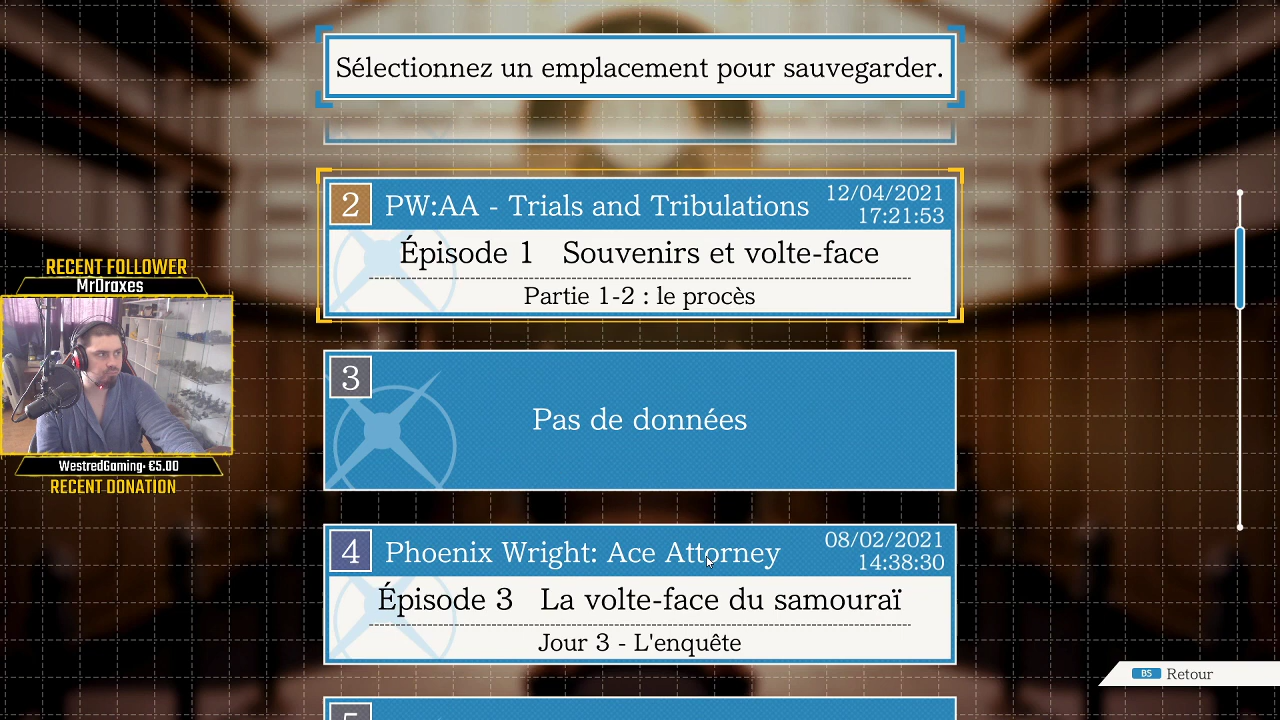 Sélectionnez un emplacement pour sauvegarder.
2 PW:AA - Trials and Tribulations 12/04/2021 17:21:53
Épisode 1 Souvenirs et volte-face
Partie 1-2 : le procès
3
Pas de données
4 Phoenix Wright: Ace Attorney 08/02/2021 14:38:30
Épisode 3 La volte-face du samouraï
Jour 3 - L'enquête
5
BS Retour
RECENT FOLLOWER
MrDraxes
WestredGaming· €5.00
RECENT DONATION